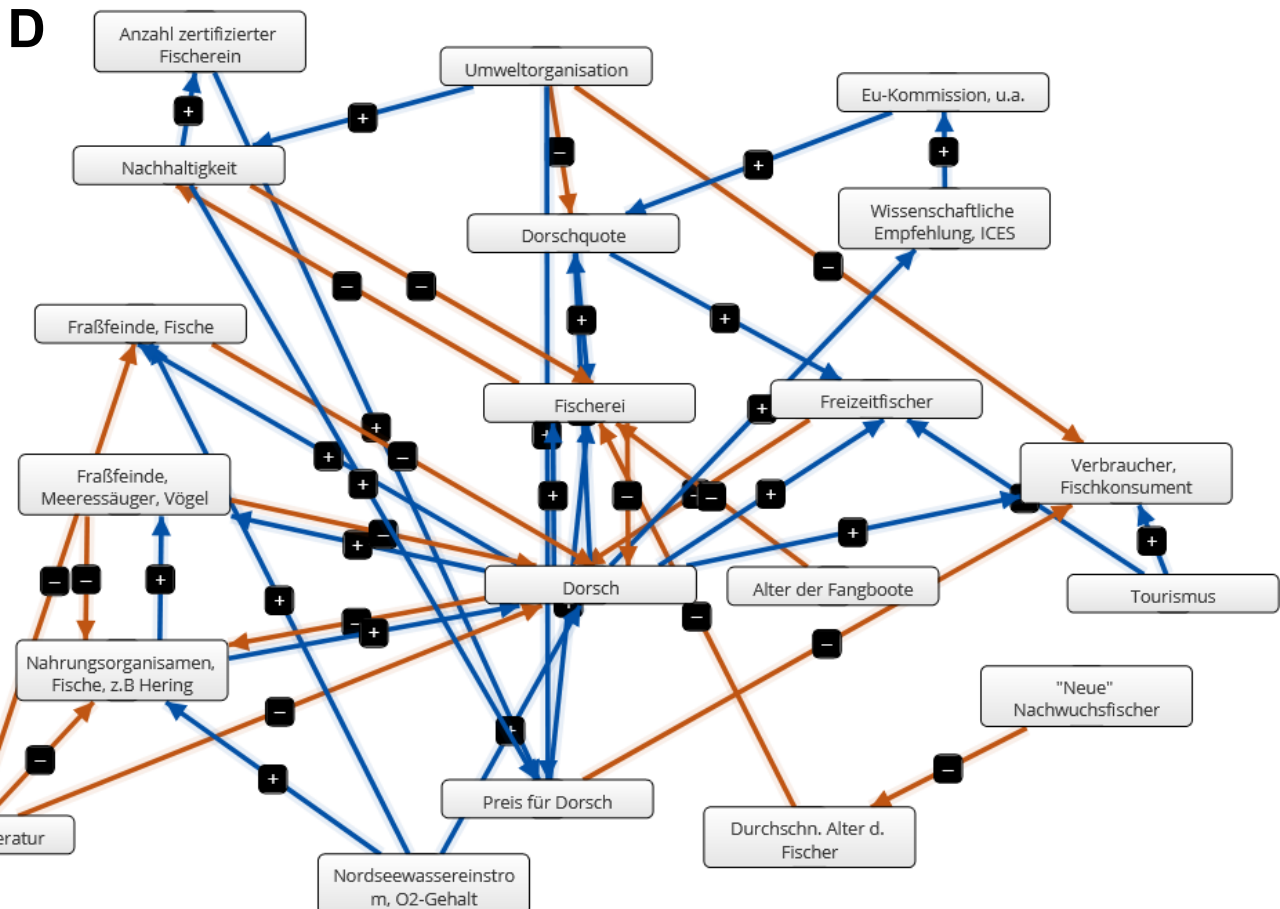 D
Anzahl zertifizierter
Fischerein
Umweltorganisation
Eu-Kommission, u.a.
+
+
–
+
+
Nachhaltigkeit
Wissenschaftliche
Empfehlung, ICES
Dorschquote
–
–
–
+
+
Fraßfeinde, Fische
Fischerei
Freizeitfischer
+
+
+
+
–
Fraßfeinde,
Meeressäuger, Vögel
Verbraucher,
Fischkonsument
+
+
–
–
+
+
–
+
+
–
–
+
Dorsch
Alter der Fangboote
Tourismus
+
–
+
–
–
Nahrungsorganisamen,
Fische, z.B Hering
"Neue"
Nachwuchsfischer
–
+
–
+
–
Preis für Dorsch
eratur
Durchschn. Alter d.
Fischer
Nordseewassereinstro
m, O2-Gehalt